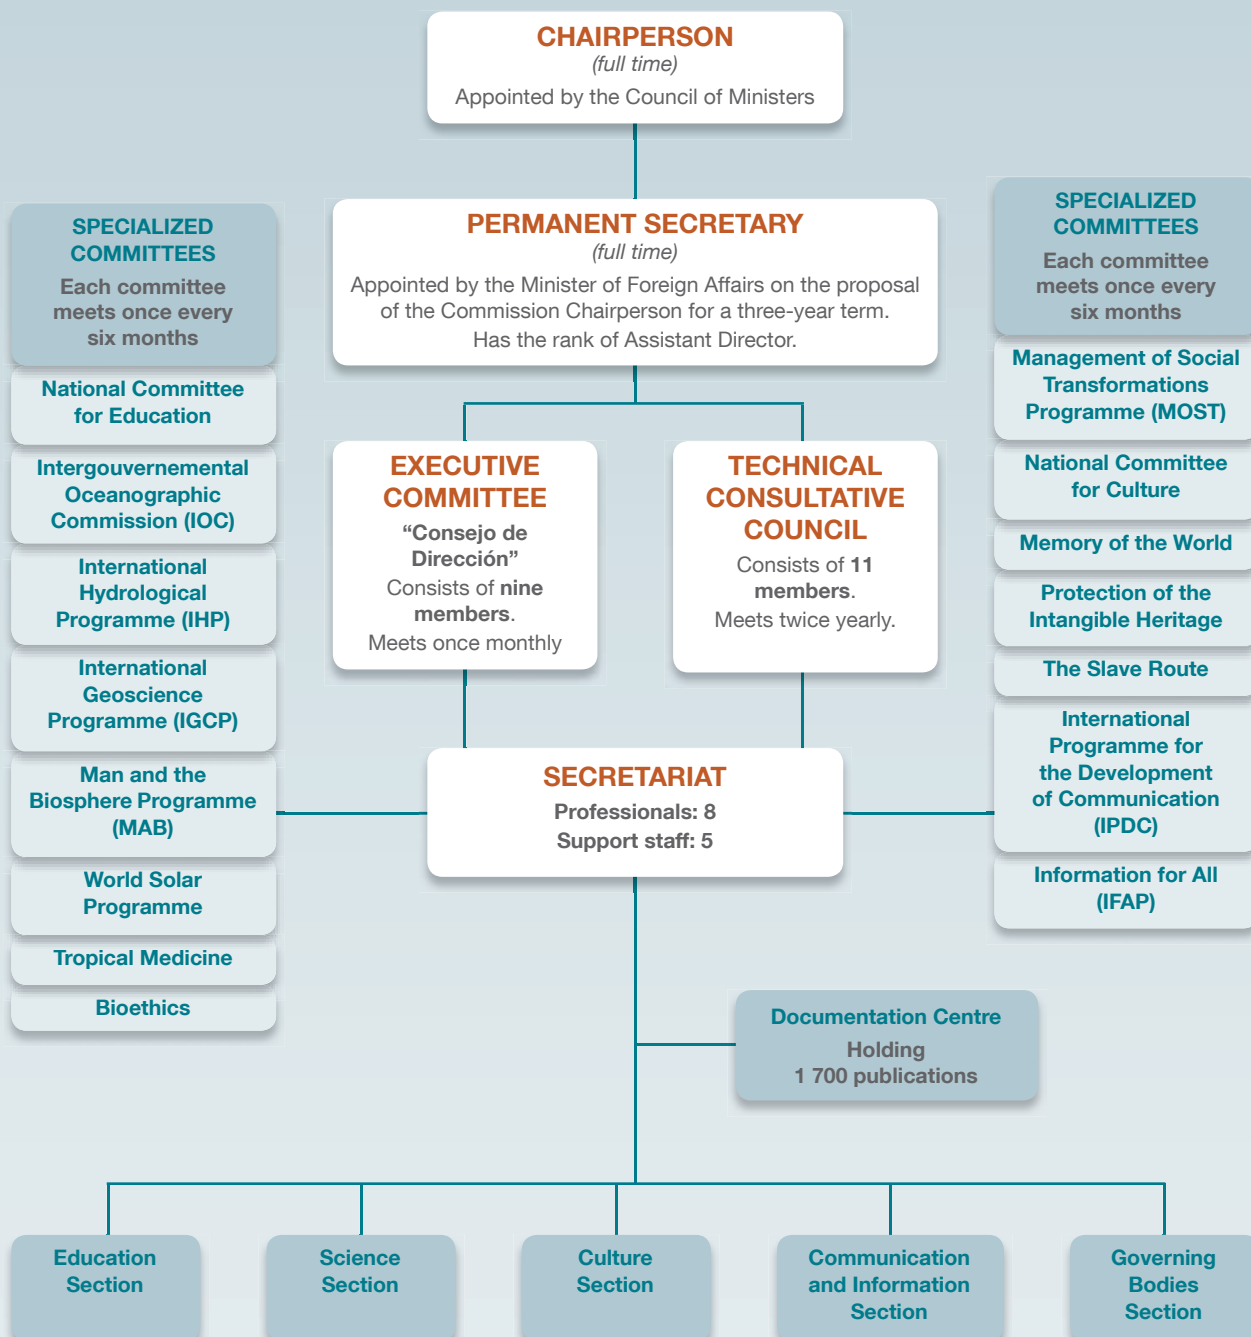 CHAIRPERSON
(full time)
Appointed by the Council of Ministers
PERMANENT SECRETARY
(full time)
Appointed by the Minister of Foreign Affairs on the proposal
of the Commission Chairperson for a three-year term.
Has the rank of Assistant Director.
SPECIALIZED
COMMITTEES
Each committee
meets once every
six months
National Committee
for Education
Intergouvernemental
Oceanographic
Commission (IOC)
International
Hydrological
Programme (IHP)
International
Geoscience
Programme (IGCP)
Man and the
Biosphere Programme
(MAB)
World Solar
Programme
Tropical Medicine
Bioethics
EXECUTIVE
COMMITTEE
“Consejo de
Dirección”
Consists of nine
members.
Meets once monthly
TECHNICAL
CONSULTATIVE
COUNCIL
Consists of 11
members.
Meets twice yearly.
SPECIALIZED
COMMITTEES
Each committee
meets once every
six months
Management of Social
Transformations
Programme (MOST)
National Committee
for Culture
Memory of the World
Protection of the
Intangible Heritage
The Slave Route
International
Programme for
the Development
of Communication
(IPDC)
Information for All
(IFAP)
SECRETARIAT
Professionals: 8
Support staff: 5
Documentation Centre
Holding
1 700 publications
Education
Section
Science
Section
Culture
Section
Communication
and Information
Section
Governing
Bodies
Section